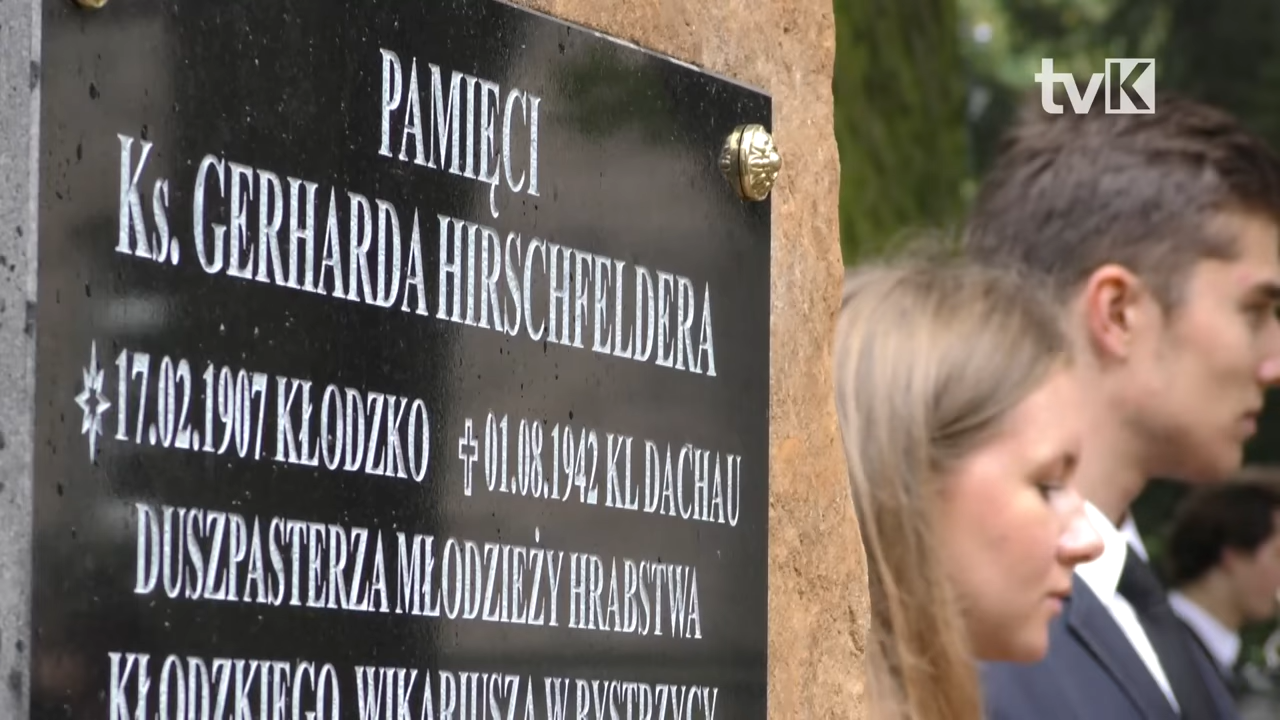 tvK
PAMIĘCI
Ks. GERHARDA HIRSCHFELDERA
17.02.1907 KŁODZKO † 01.08.1942 KL DACHAU
DUSZPASTERZA MŁODZIEŻY HRABSTWA
KŁODZKIEGO, WIKARIUSZA W BYSTRZYCY